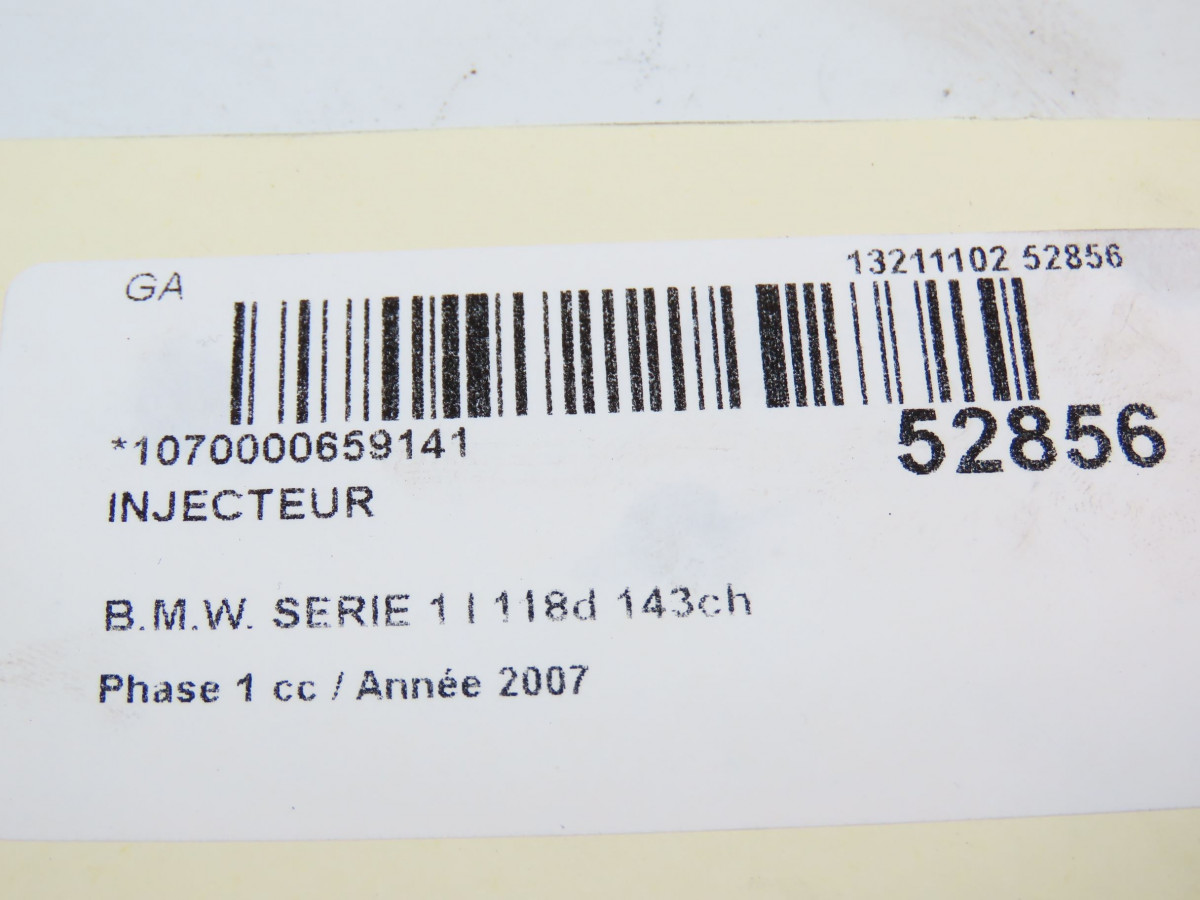 GA
13211102 52856
*1070000659141
52856
INJECTEUR
B.M.W. SERIE 1 I 118d 143ch
Phase 1 cc / Année 2007